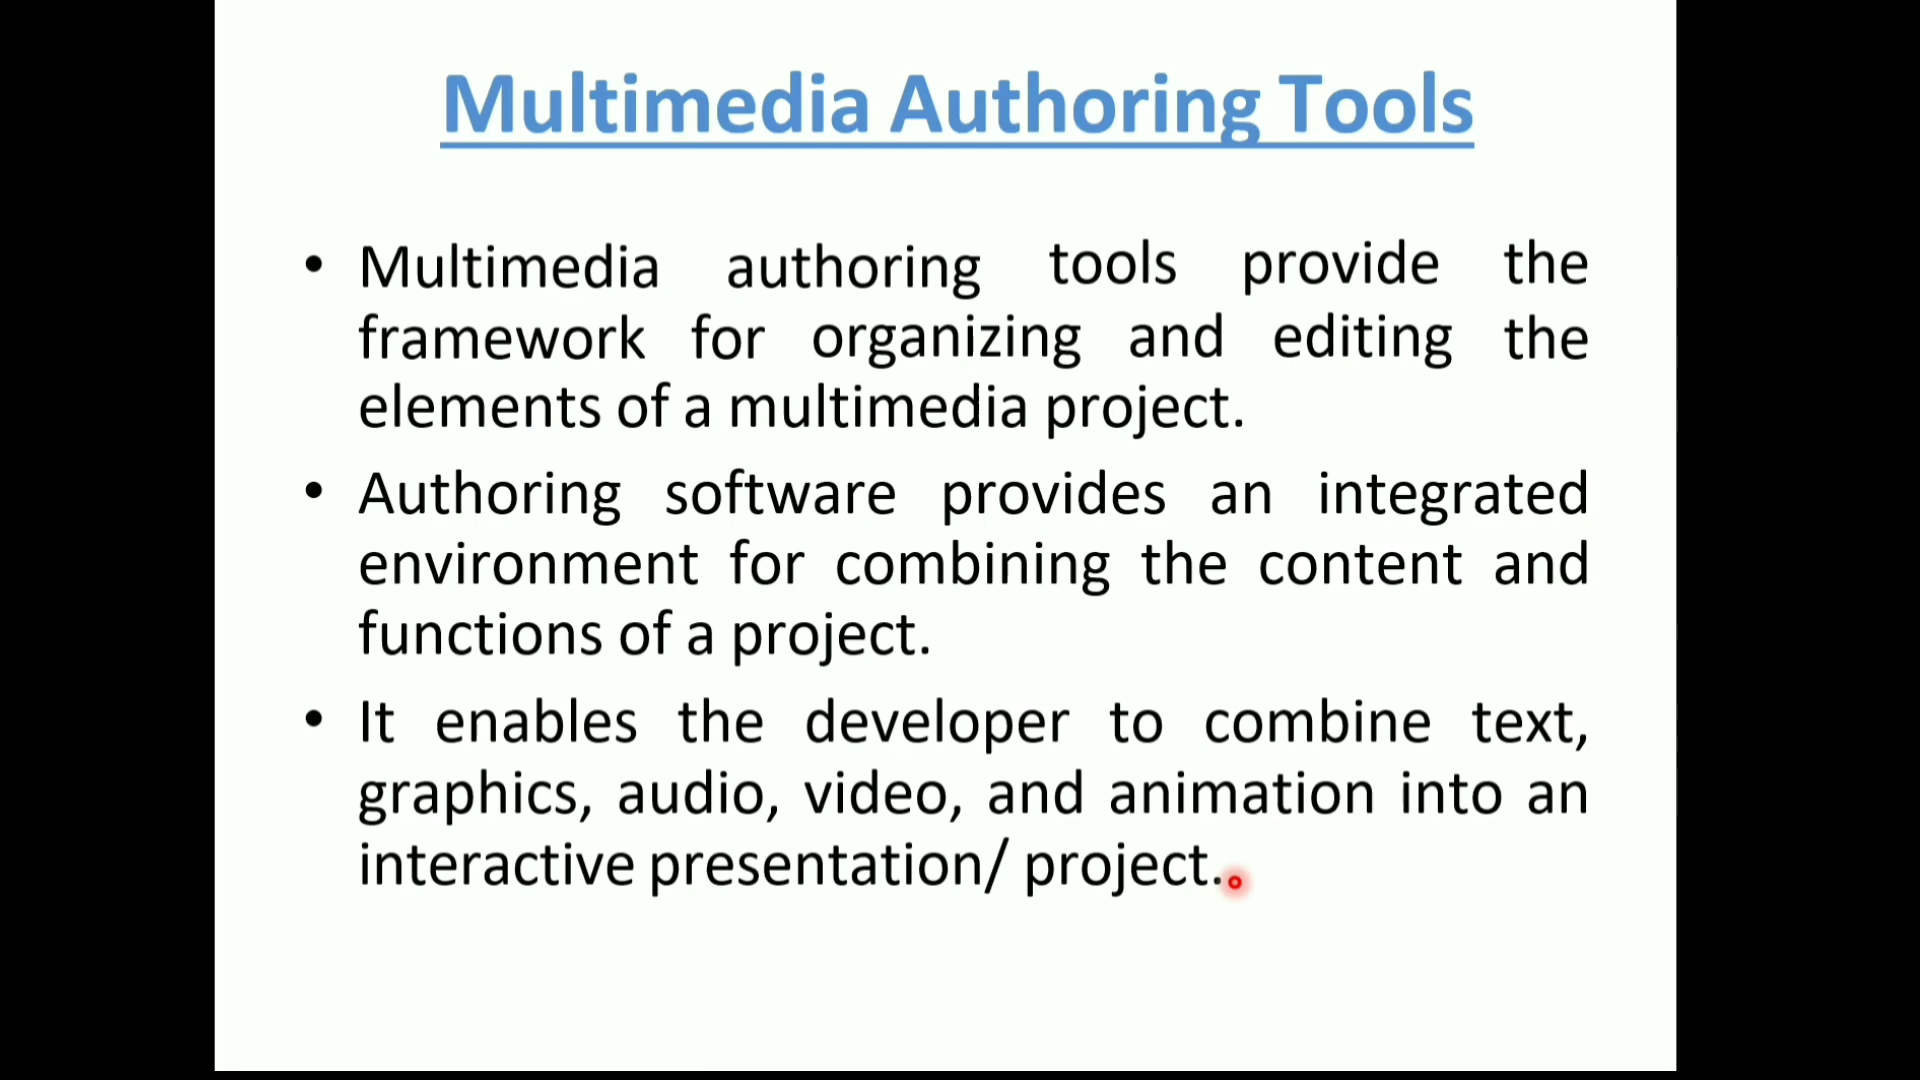 Multimedia Authoring Tools
• Multimedia authoring tools provide the
framework for organizing and editing the
elements of a multimedia project.
• Authoring software provides an integrated
environment for combining the content and
functions of a project.
• It enables the developer to combine text,
graphics, audio, video, and animation into an
interactive presentation/ project.